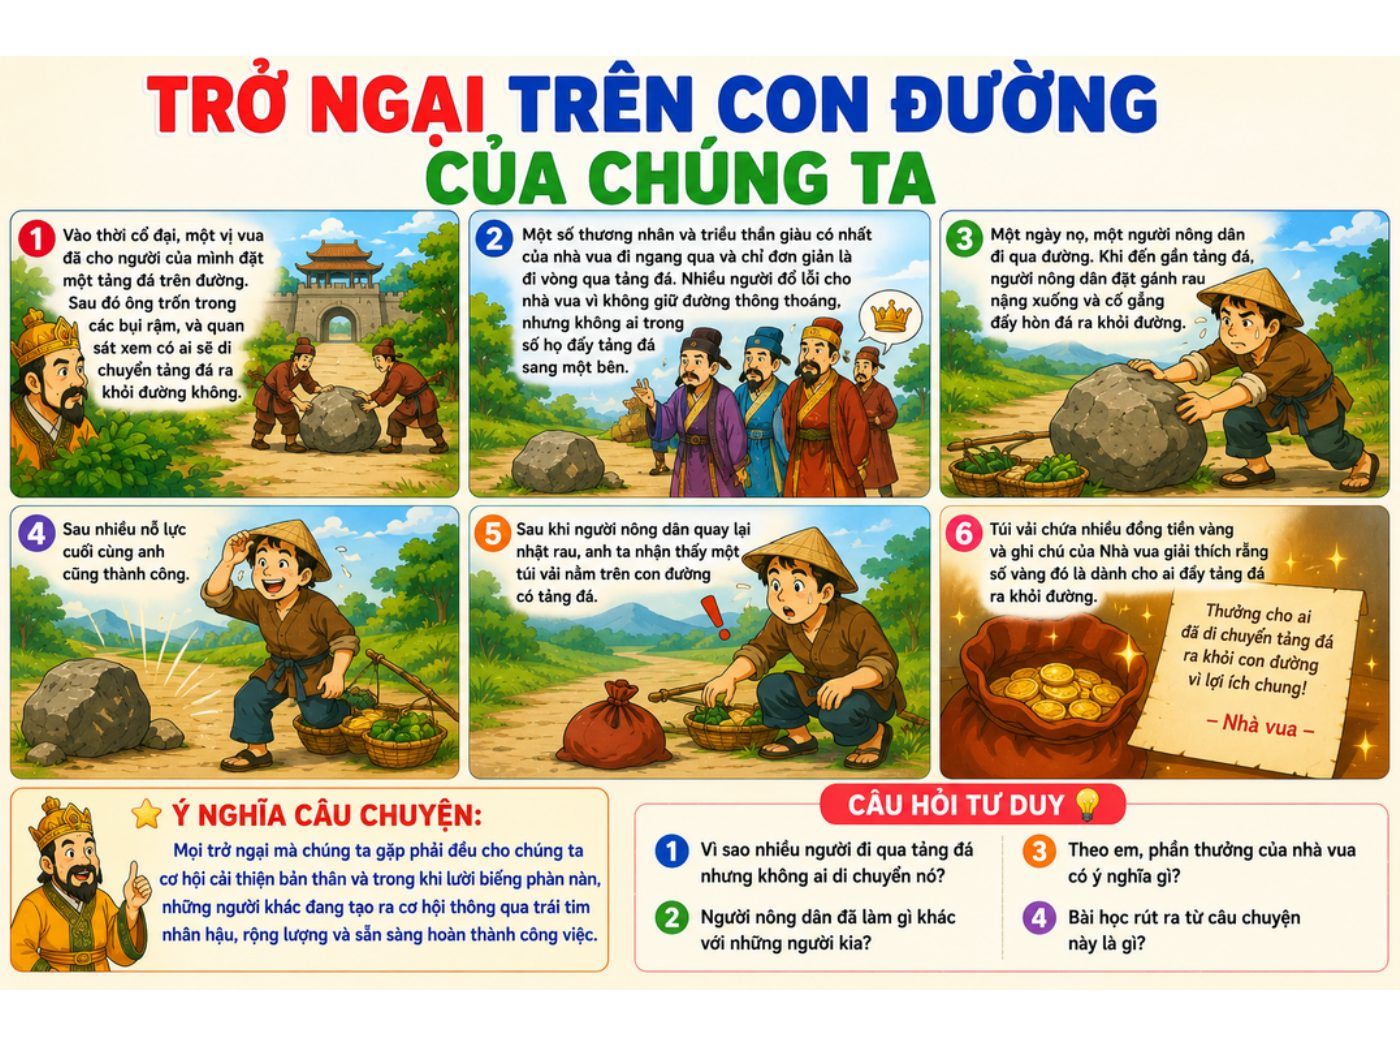 TRỞ NGẠI TRÊN CON ĐƯỜNG
CỦA CHÚNG TA
1
Vào thời cổ đại, một vị vua
đã cho người của mình đặt
một tảng đá trên đường.
Sau đó ông trốn trong
các bụi rậm, và quan
sát xem có ai sẽ di
chuyển tảng đá ra
khỏi đường không.
2
Một số thương nhân và triều thần giàu có nhất
của nhà vua đi ngang qua và chỉ đơn giản là
đi vòng qua tảng đá. Nhiều người đổ lỗi cho
nhà vua vì không giữ đường thông thoáng,
nhưng không ai trong
số họ đẩy tảng đá
sang một bên.
3
Một ngày nọ, một người nông dân
đi qua đường. Khi đến gần tảng đá,
người nông dân đặt gánh rau
nặng xuống và cố gắng
đẩy hòn đá ra khỏi đường.
4
Sau nhiều nỗ lực
cuối cùng anh
cũng thành công.
5
Sau khi người nông dân quay lại
nhặt rau, anh ta nhận thấy một
túi vải nằm trên con đường
có tảng đá.
6
Túi vải chứa nhiều đồng tiền vàng
và ghi chú của Nhà vua giải thích rằng
số vàng đó là dành cho ai đẩy tảng đá
ra khỏi đường.
Thưởng cho ai
đã di chuyển tảng đá
ra khỏi con đường
vì lợi ích chung!
– Nhà vua –
Ý NGHĨA CÂU CHUYỆN:
Mọi trở ngại mà chúng ta gặp phải đều cho chúng ta
cơ hội cải thiện bản thân và trong khi lười biếng phàn nàn,
những người khác đang tạo ra cơ hội thông qua trái tim
nhân hậu, rộng lượng và sẵn sàng hoàn thành công việc.
CÂU HỎI TƯ DUY
1
Vì sao nhiều người đi qua tảng đá
nhưng không ai di chuyển nó?
2
Người nông dân đã làm gì khác
với những người kia?
3
Theo em, phần thưởng của nhà vua
có ý nghĩa gì?
4
Bài học rút ra từ câu chuyện
này là gì?